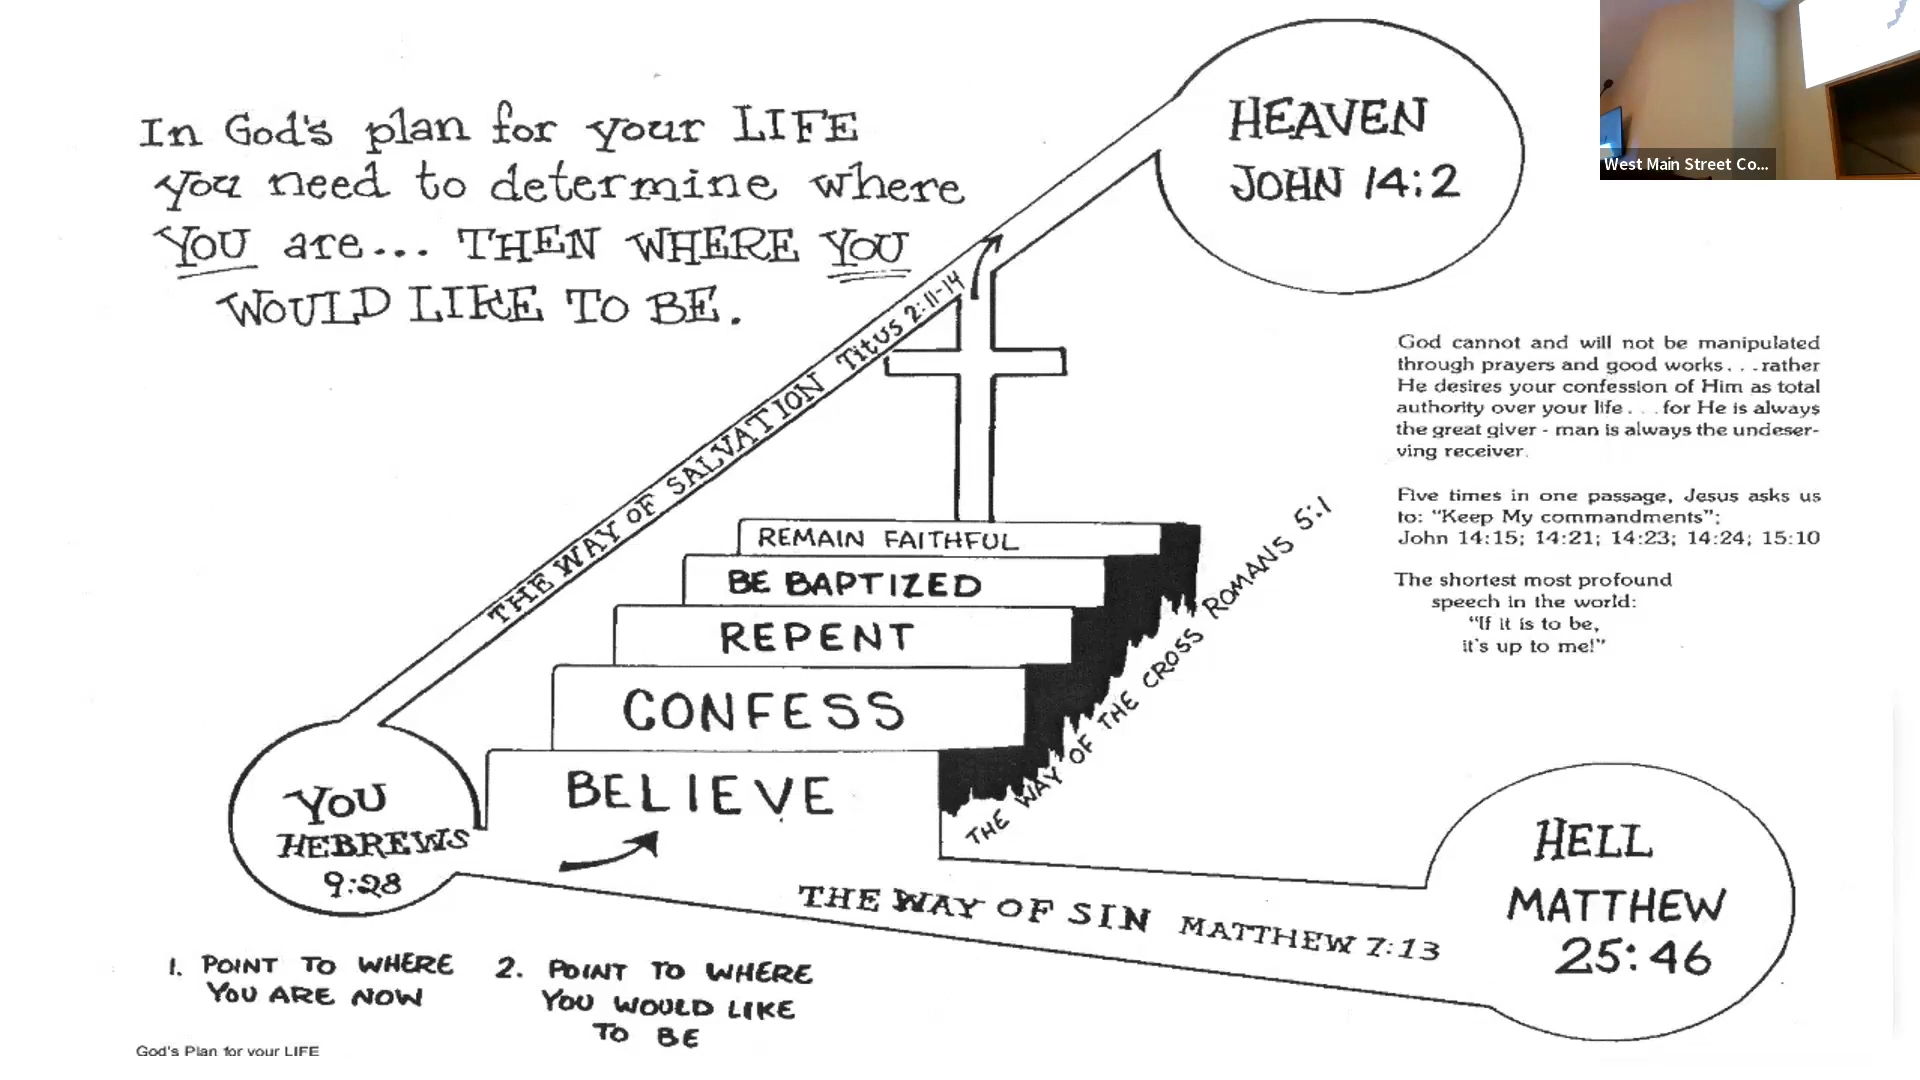 In God's plan for your LIFE
you need to determine where
YOU are... THEN WHERE YOU
WOULD LIKE TO BE.
HEAVEN
JOHN 14:2
West Main Street Co...
THE WAY OF SALVATION Titus 2:11-14
God cannot and will not be manipulated
through prayers and good works. . .rather
He desires your confession of Him as total
authority over your life. . .for He is always
the great giver - man is always the undeser-
ving receiver.
Five times in one passage, Jesus asks us
to: "Keep My commandments":
John 14:15; 14:21; 14:23; 14:24; 15:10
The shortest most profound
speech in the world:
"If it is to be,
it's up to me!"
REMAIN FAITHFUL
BE BAPTIZED
REPENT
CONFESS
BELIEVE
THE WAY OF THE CROSS ROMANS 5:1
YOU
HEBREWS
9:28
THE WAY OF SIN MATTHEW 7:13
HELL
MATTHEW
25:46
1. POINT TO WHERE
YOU ARE NOW
2. POINT TO WHERE
YOU WOULD LIKE
TO BE
God's Plan for your LIFE